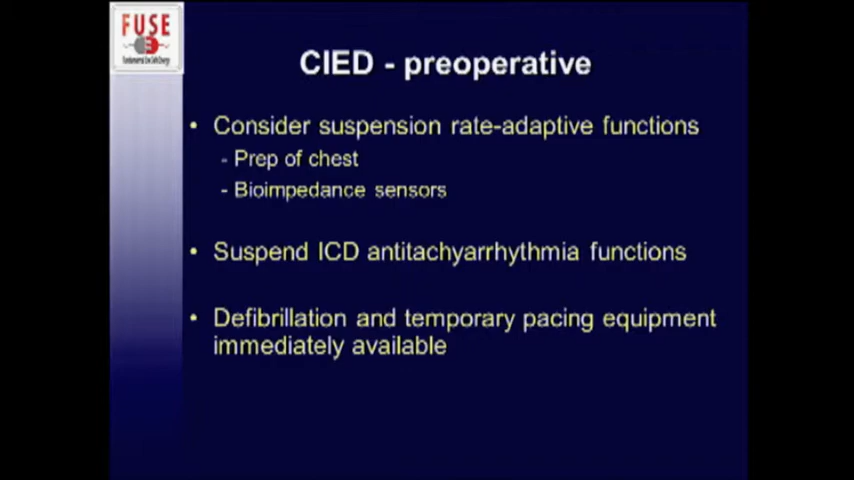 FUSE
CIED - preoperative
• Consider suspension rate-adaptive functions
- Prep of chest
- Bioimpedance sensors
• Suspend ICD antitachyarrhythmia functions
• Defibrillation and temporary pacing equipment
immediately available